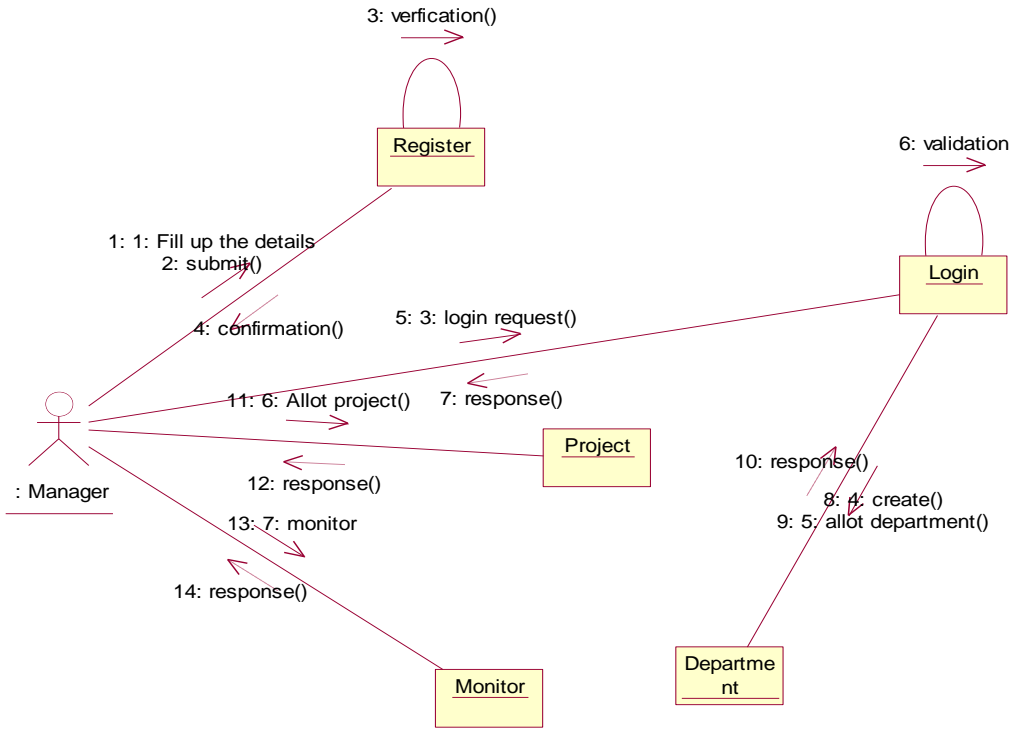 3: verfication()
Register
6: validation
1: 1: Fill up the details
2: submit()
Login
4: confirmation()
5: 3: login request()
11: 6: Allot project()
7: response()
Project
10: response()
: Manager
12: response()
8: 4: create()
13: 7: monitor
9: 5: allot department()
14: response()
Departme
nt
Monitor